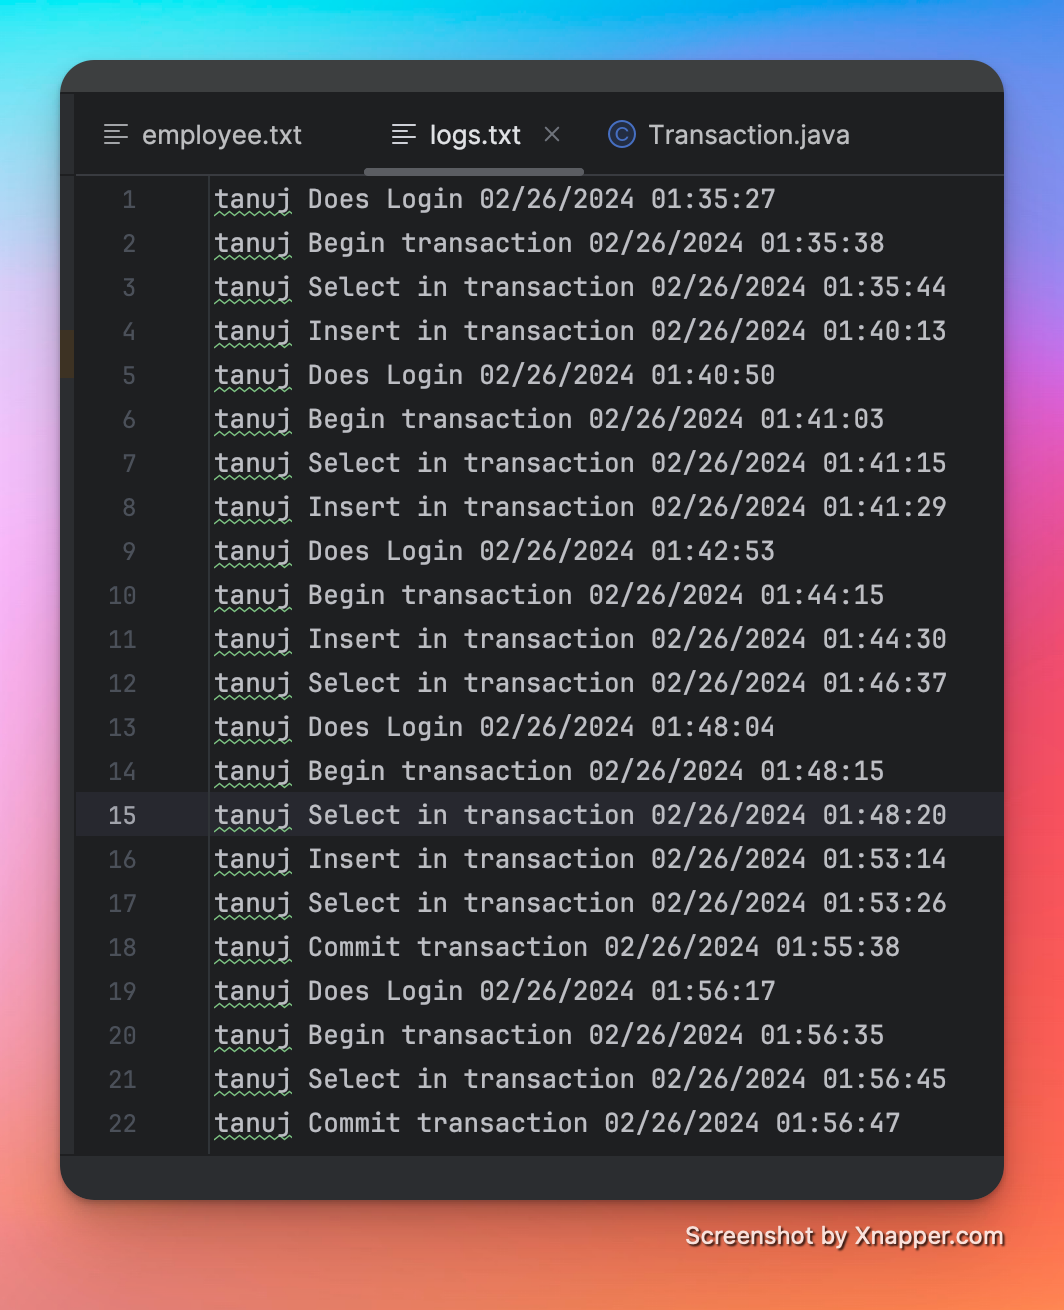 employee.txt logs.txt Transaction.java
1 tanuj Does Login 02/26/2024 01:35:27
2 tanuj Begin transaction 02/26/2024 01:35:38
3 tanuj Select in transaction 02/26/2024 01:35:44
4 tanuj Insert in transaction 02/26/2024 01:40:13
5 tanuj Does Login 02/26/2024 01:40:50
6 tanuj Begin transaction 02/26/2024 01:41:03
7 tanuj Select in transaction 02/26/2024 01:41:15
8 tanuj Insert in transaction 02/26/2024 01:41:29
9 tanuj Does Login 02/26/2024 01:42:53
10 tanuj Begin transaction 02/26/2024 01:44:15
11 tanuj Insert in transaction 02/26/2024 01:44:30
12 tanuj Select in transaction 02/26/2024 01:46:37
13 tanuj Does Login 02/26/2024 01:48:04
14 tanuj Begin transaction 02/26/2024 01:48:15
15 tanuj Select in transaction 02/26/2024 01:48:20
16 tanuj Insert in transaction 02/26/2024 01:53:14
17 tanuj Select in transaction 02/26/2024 01:53:26
18 tanuj Commit transaction 02/26/2024 01:55:38
19 tanuj Does Login 02/26/2024 01:56:17
20 tanuj Begin transaction 02/26/2024 01:56:35
21 tanuj Select in transaction 02/26/2024 01:56:45
22 tanuj Commit transaction 02/26/2024 01:56:47
Screenshot by Xnapper.com